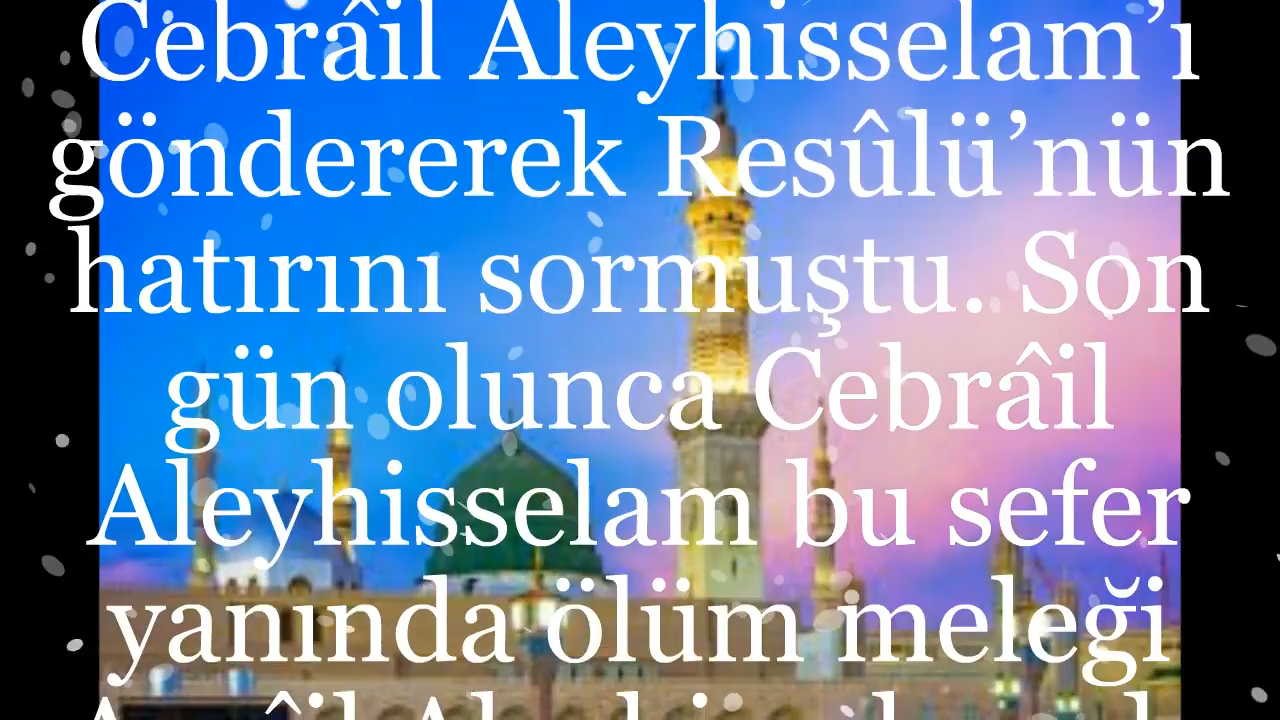 Cebrâil Aleyhisselam’ı
göndererek Resûlü’nün
hatırını sormuştu. Son
gün olunca Cebrâil
Aleyhisselam bu sefer
yanında ölüm meleği